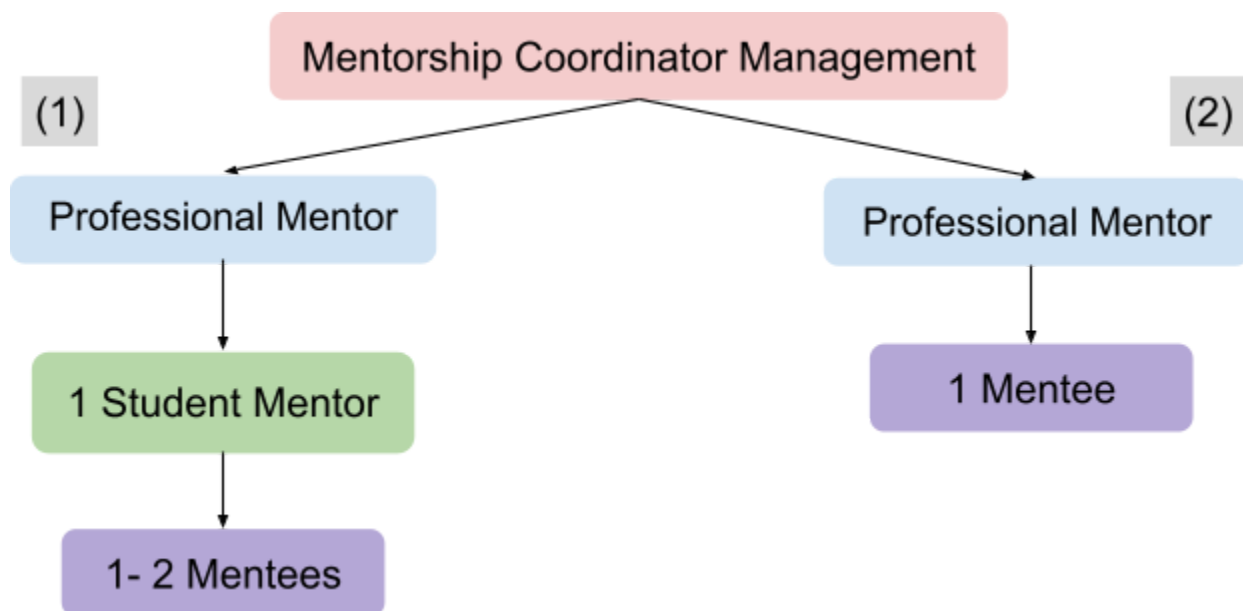 Mentorship Coordinator Management
(1)
(2)
Professional Mentor
Professional Mentor
1 Student Mentor
1 Mentee
1- 2 Mentees